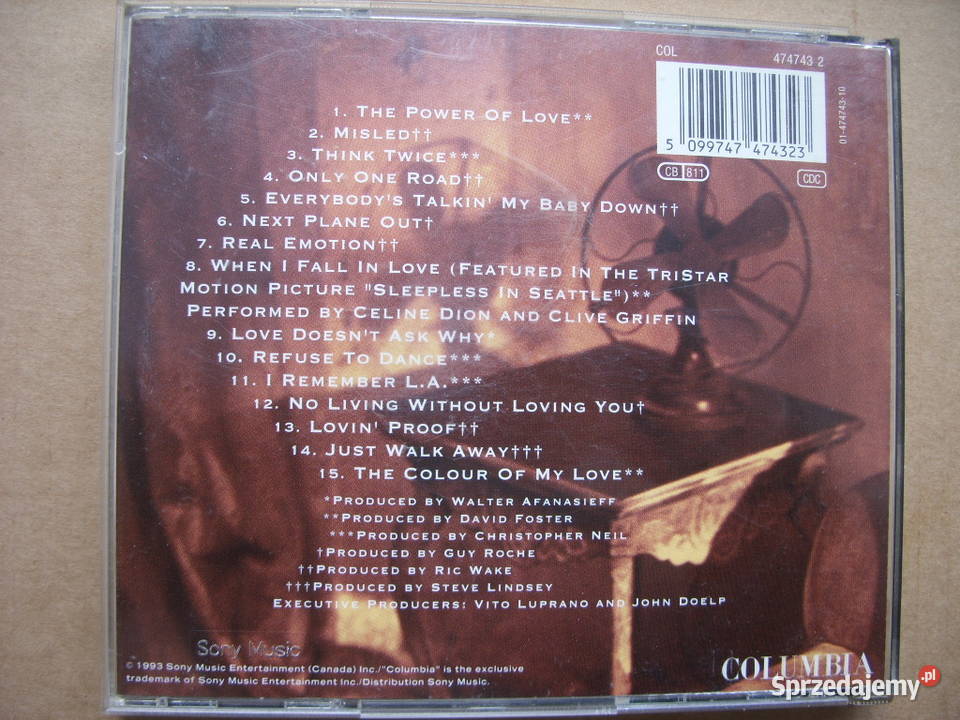 COL 474743 2
5 099747 474323
CB 811
CDC
01-474743-10
1. The Power Of Love**
2. Misled††
3. Think Twice***
4. Only One Road††
5. Everybody's Talkin' My Baby Down††
6. Next Plane Out†
7. Real Emotion††
8. When I Fall In Love (Featured In The TriStar
Motion Picture "Sleepless In Seattle")**
Performed by Celine Dion and Clive Griffin
9. Love Doesn't Ask Why*
10. Refuse To Dance***
11. I Remember L.A.***
12. No Living Without Loving You†
13. Lovin' Proof††
14. Just Walk Away†††
15. The Colour Of My Love**
*Produced by Walter Afanasieff
**Produced by David Foster
***Produced by Christopher Neil
†Produced by Guy Roche
††Produced by Ric Wake
†††Produced by Steve Lindsey
Executive Producers: Vito Luprano and John Doelp
Sony Music
© 1993 Sony Music Entertainment (Canada) Inc./"Columbia" is the exclusive
trademark of Sony Music Entertainment Inc./Distribution Sony Music.
COLUMBIA
Sprzedajemy.pl